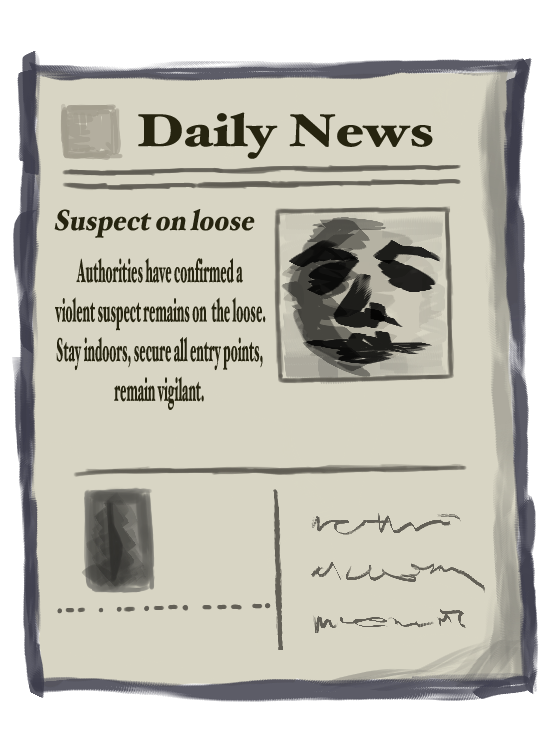 Daily News
Suspect on loose
Authorities have confirmed a
violent suspect remains on the loose.
Stay indoors, secure all entry points,
remain vigilant.